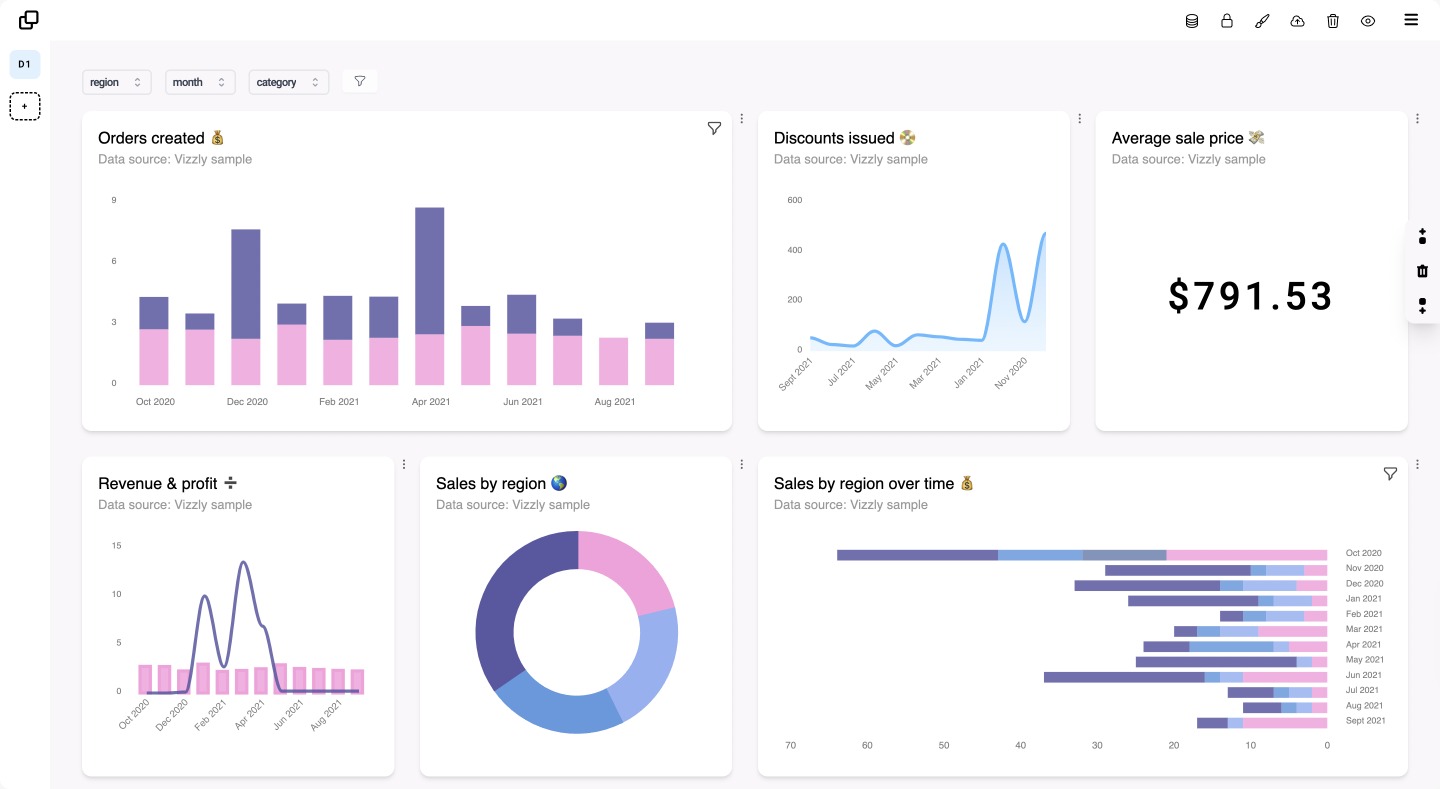 D1
+
region
month
category
Orders created 💰
Data source: Vizzly sample
9
6
3
0
Oct 2020
Dec 2020
Feb 2021
Apr 2021
Jun 2021
Aug 2021
Discounts issued
Data source: Vizzly sample
600
400
200
0
Sept 2021
Jul 2021
May 2021
Mar 2021
Jan 2021
Nov 2020
Average sale price 💸
Data source: Vizzly sample
$791.53
Revenue & profit ➗
Data source: Vizzly sample
15
10
5
0
Oct 2020
Dec 2020
Feb 2021
Apr 2021
Jun 2021
Aug 2021
Sales by region 🌎
Data source: Vizzly sample
Sales by region over time 💰
Data source: Vizzly sample
Oct 2020
Nov 2020
Dec 2020
Jan 2021
Feb 2021
Mar 2021
Apr 2021
May 2021
Jun 2021
Jul 2021
Aug 2021
Sept 2021
70
60
50
40
30
20
10
0